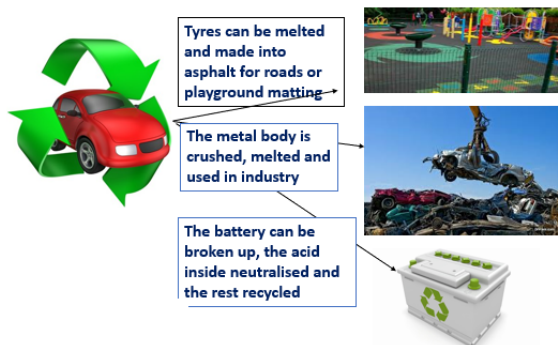 Tyres can be melted
and made into
asphalt for roads or
playground matting
The metal body is
crushed, melted and
used in industry
The battery can be
broken up, the acid
inside neutralised and
the rest recycled